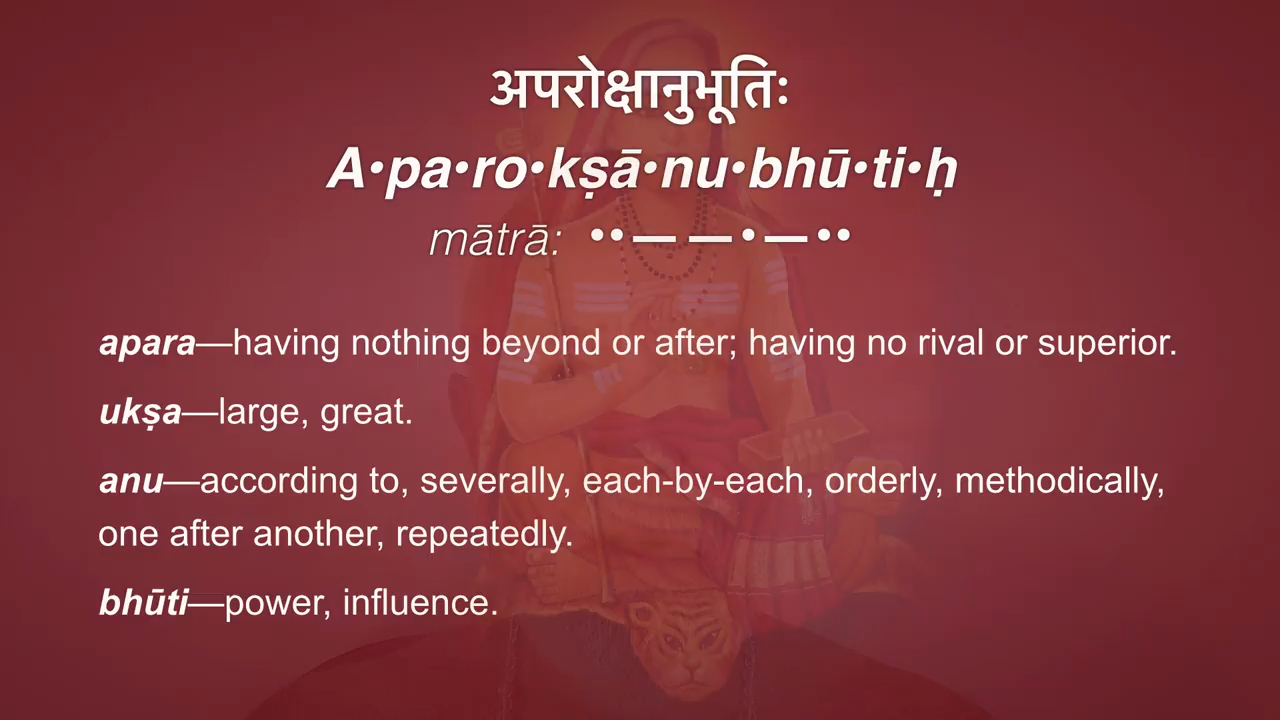 अपरोक्षानुभूतिः
A•pa•ro•kṣā•nu•bhū•ti•ḥ
mātrā: ••— —•—••
apara—having nothing beyond or after; having no rival or superior.
ukṣa—large, great.
anu—according to, severally, each-by-each, orderly, methodically,
one after another, repeatedly.
bhūti—power, influence.